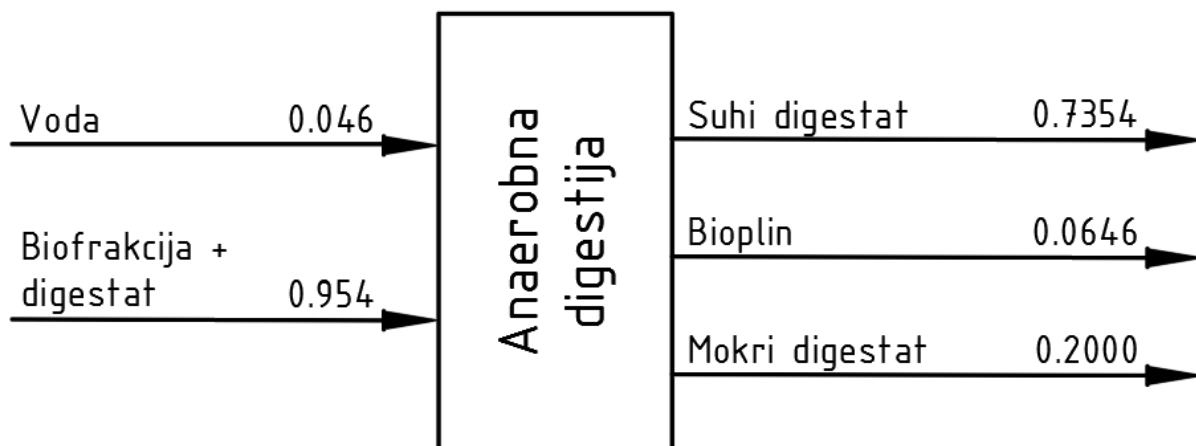 Voda 0.046
Biofrakcija +
digestat 0.954
Anaerobna
digestija
Suhi digestat 0.7354
Bioplin 0.0646
Mokri digestat 0.2000